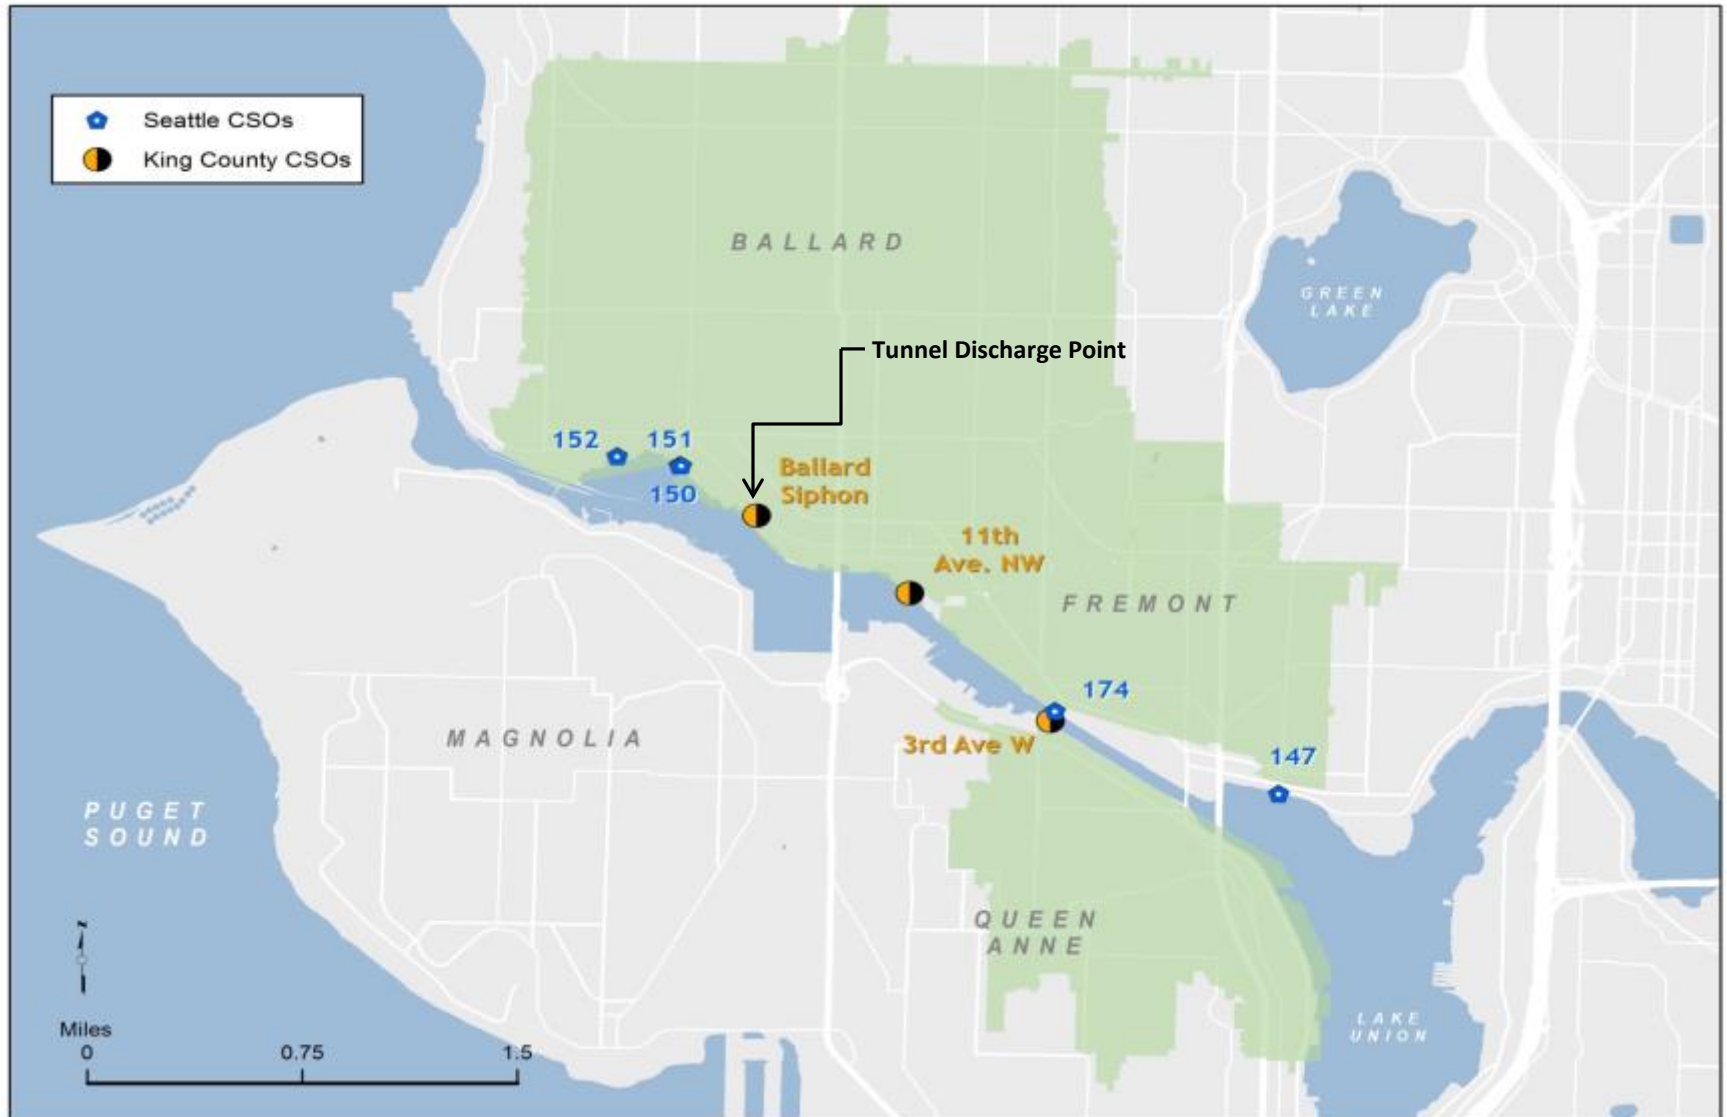 Seattle CSOs
King County CSOs
BALLARD
GREEN
LAKE
Tunnel Discharge Point
152
151
150
Ballard
Siphon
11th
Ave. NW
FREMONT
174
3rd Ave W
147
MAGNOLIA
PUGET
SOUND
QUEEN
ANNE
LAKE
UNION
N
Miles
0 0.75 1.5